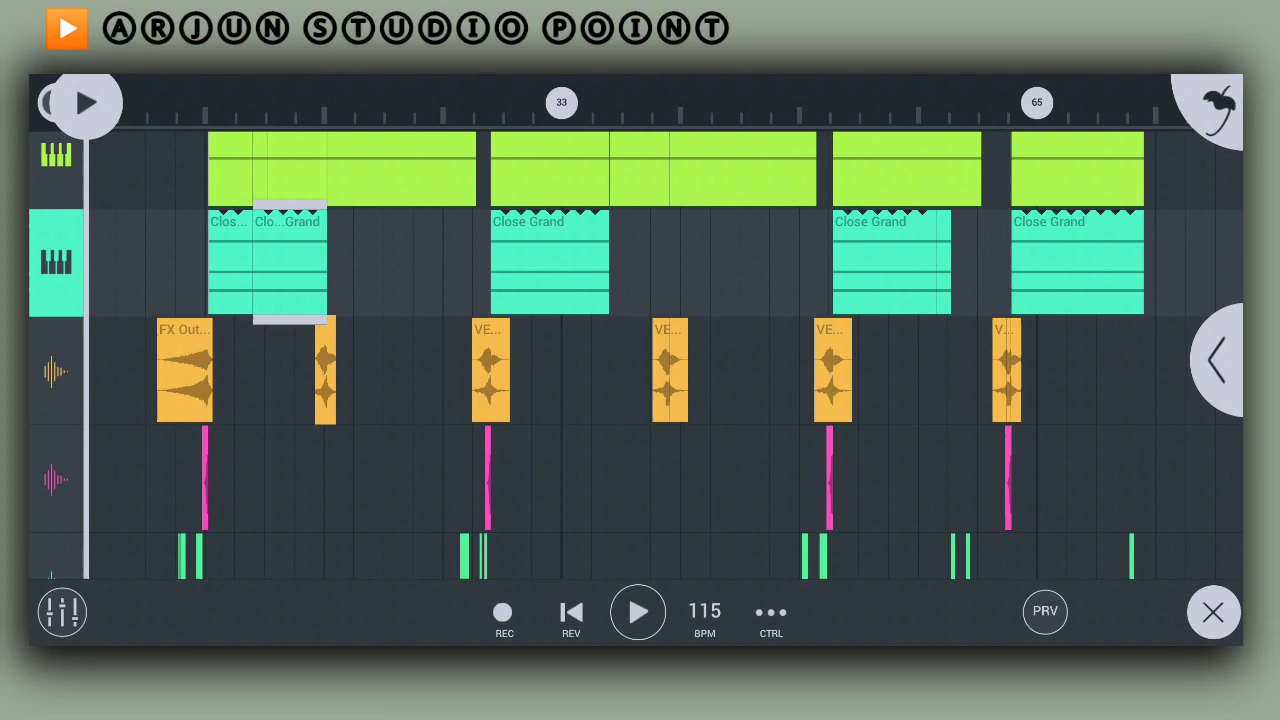 ARJUN STUDIO POINT
33
65
Clos...
Clo...Grand
Close Grand
Close Grand
Close Grand
FX Out...
VE...
VE...
VE...
V...
REC
REV
115
BPM
CTRL
PRV